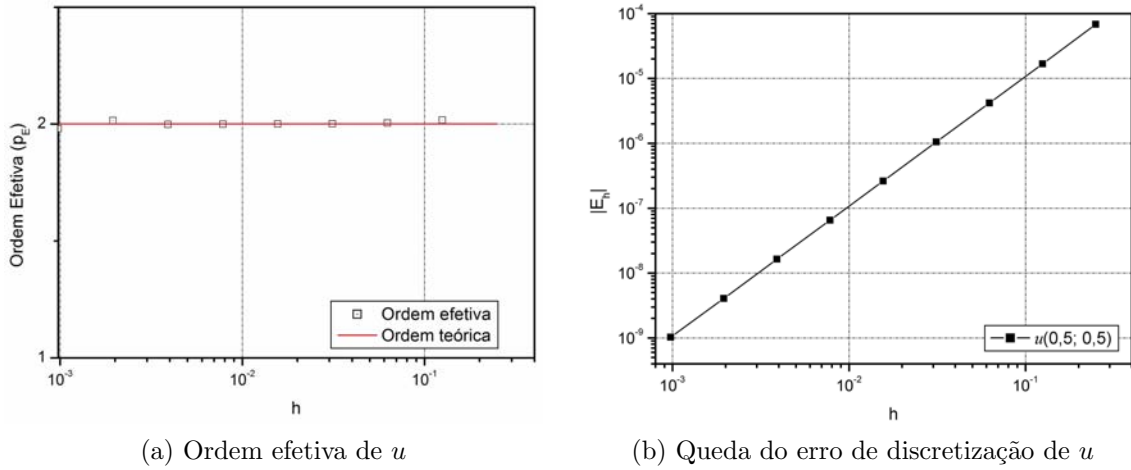 Ordem Efetiva (p_E)
2
1
10^-3
10^-2
10^-1
h
Ordem efetiva
Ordem teórica
(a) Ordem efetiva de u
|E_h|
10^-4
10^-5
10^-6
10^-7
10^-8
10^-9
10^-3
10^-2
10^-1
h
u(0,5; 0,5)
(b) Queda do erro de discretização de u